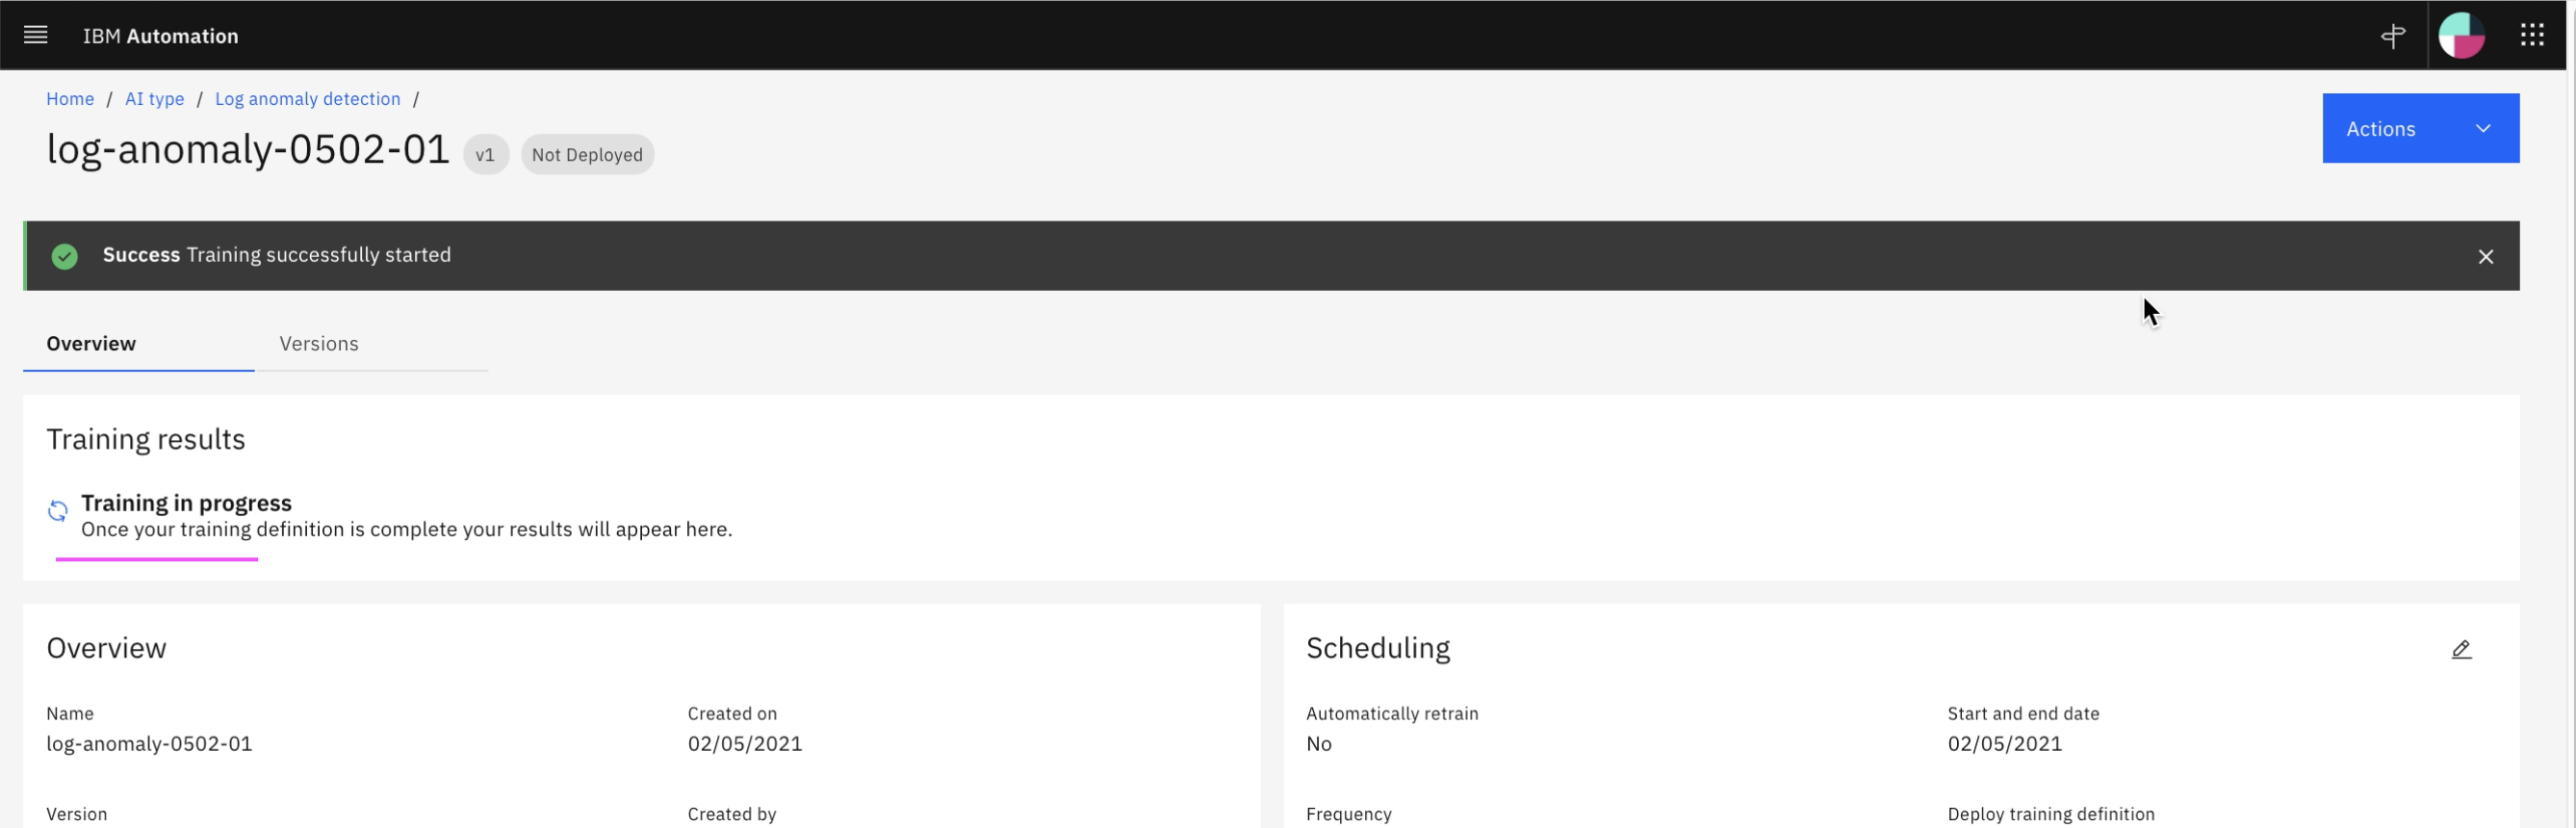 IBM Automation
Home / AI type / Log anomaly detection /
log-anomaly-0502-01 v1 Not Deployed
Actions
Success Training successfully started
Overview Versions
Training results
Training in progress
Once your training definition is complete your results will appear here.
Overview
Name Created on
log-anomaly-0502-01 02/05/2021
Version Created by
Scheduling
Automatically retrain Start and end date
No 02/05/2021
Frequency Deploy training definition